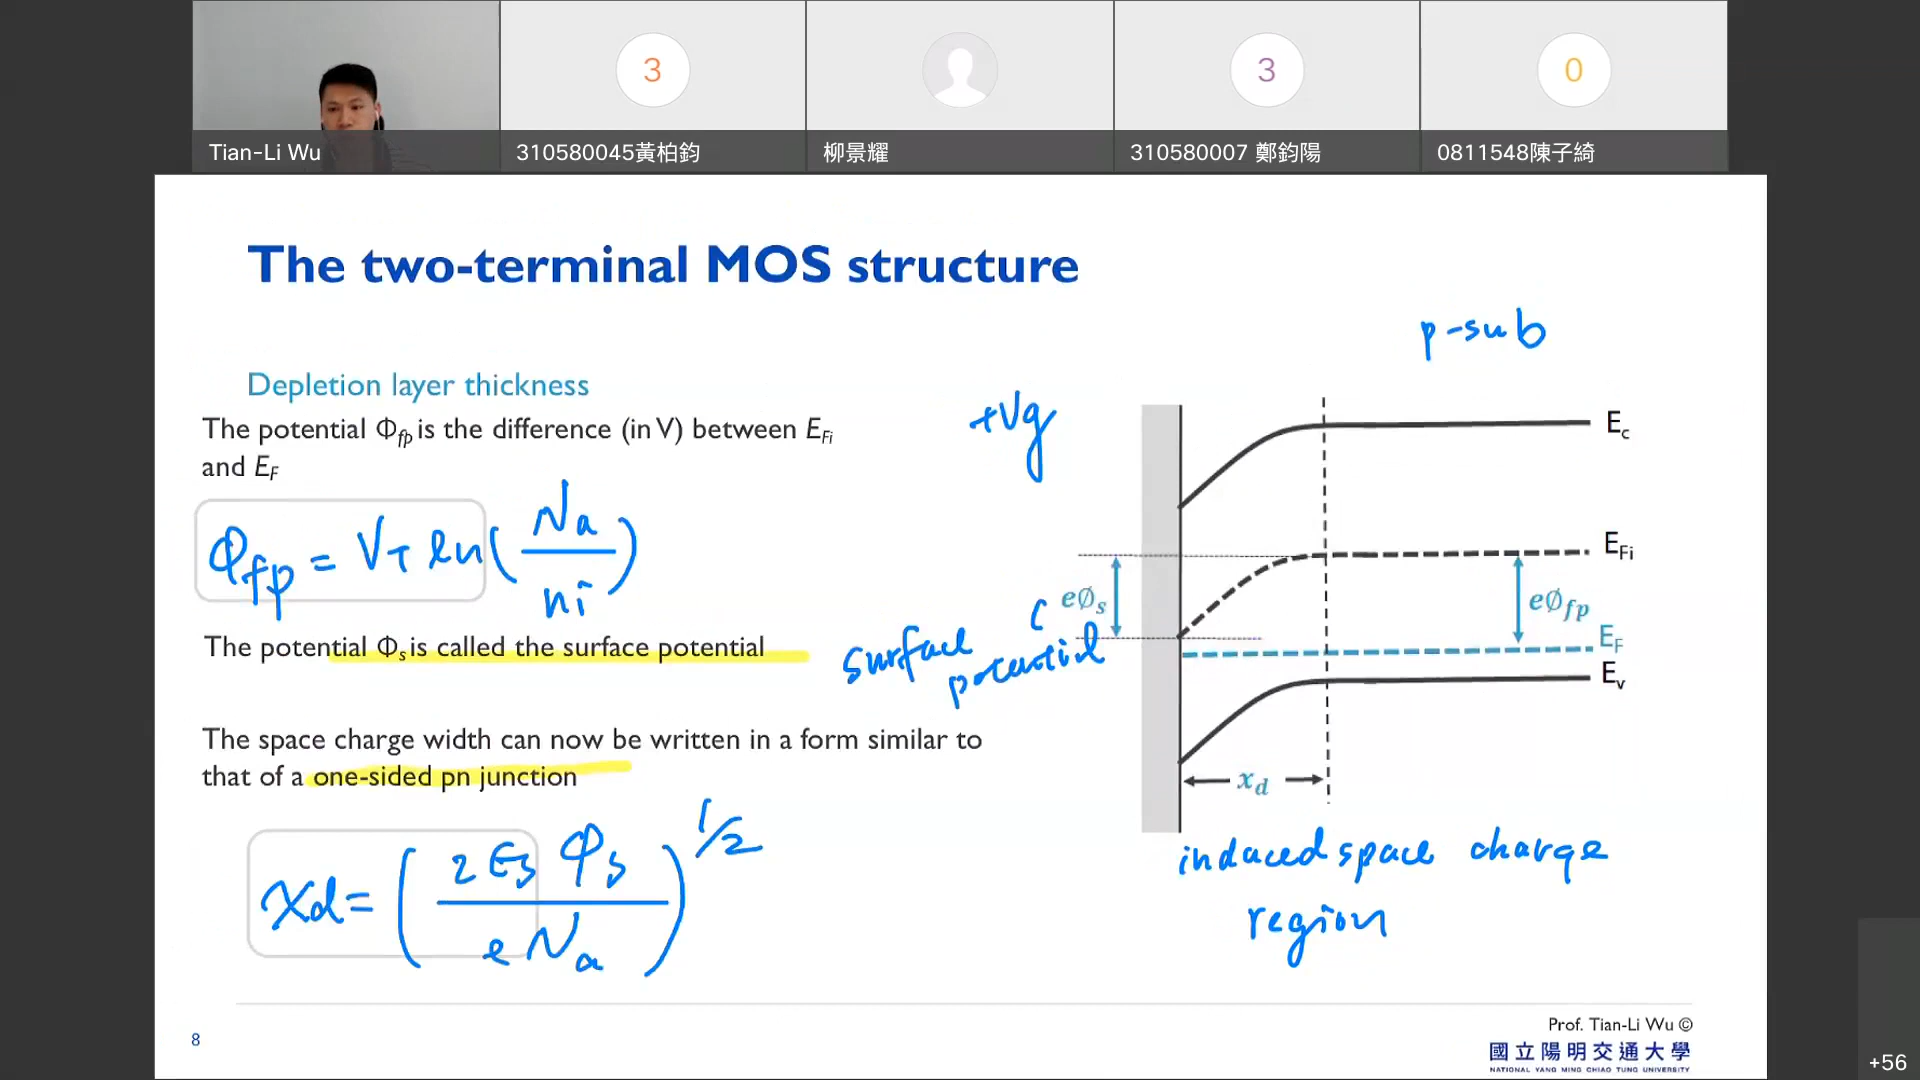 3
3
0
Tian-Li Wu
310580045黃柏鈞
柳景耀
310580007 鄭鈞陽
0811548陳子綺
The two-terminal MOS structure
p-sub
Depletion layer thickness
The potential Φfp is the difference (in V) between EFi
and EF
+Vg
Φfp = VT ln(Na/ni)
The potential Φs is called the surface potential
surface
potential
The space charge width can now be written in a form similar to
that of a one-sided pn junction
xd = (2ϵs Φs / eNa)^1/2
Ec
EFi
eØs
eØfp
EF
Ev
xd
induced space charge
region
8
Prof. Tian-Li Wu ©
國立陽明交通大學
NATIONAL YANG MING CHIAO TUNG UNIVERSITY
+56